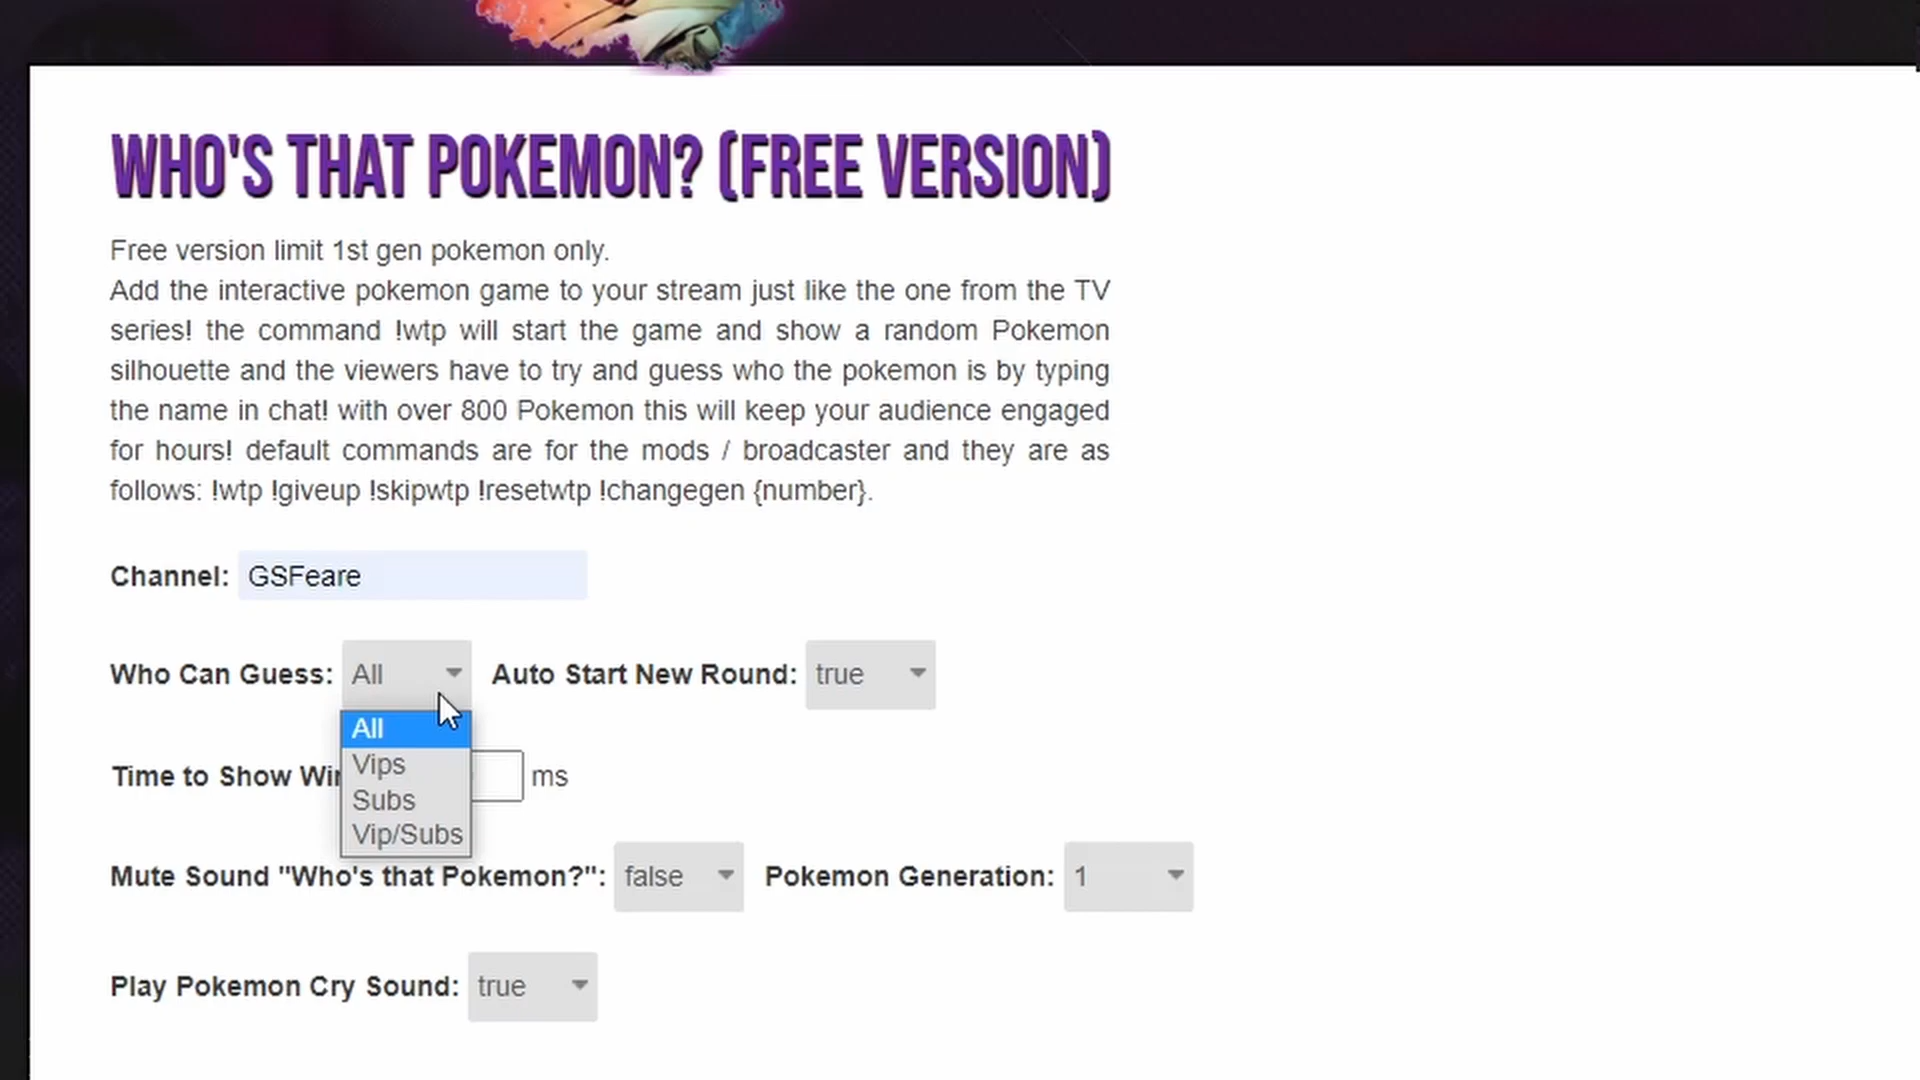 WHO'S THAT POKEMON? (FREE VERSION)
Free version limit 1st gen pokemon only.
Add the interactive pokemon game to your stream just like the one from the TV
series! the command !wtp will start the game and show a random Pokemon
silhouette and the viewers have to try and guess who the pokemon is by typing
the name in chat! with over 800 Pokemon this will keep your audience engaged
for hours! default commands are for the mods / broadcaster and they are as
follows: !wtp !giveup !skipwtp !resetwtp !changegen {number}.
Channel: GSFeare
Who Can Guess: All Auto Start New Round: true
All
Vips
Subs
Vip/Subs
Time to Show ms
Mute Sound "Who's that Pokemon?": false Pokemon Generation: 1
Play Pokemon Cry Sound: true